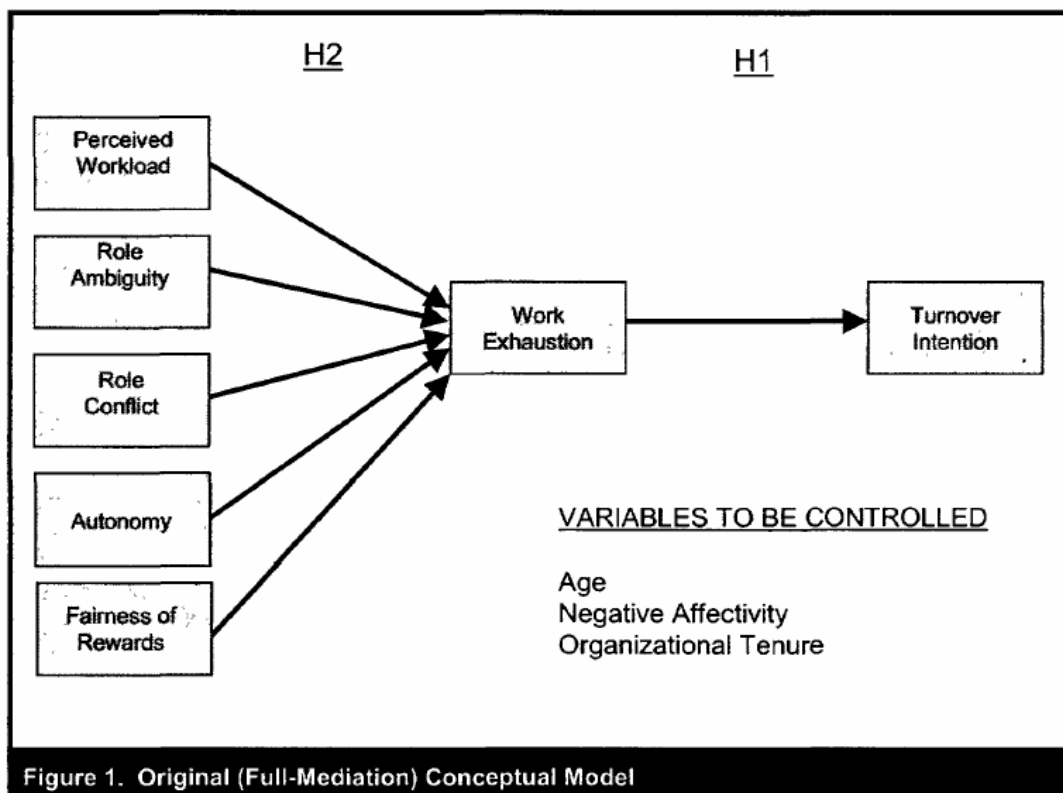 H2
H1
Perceived
Workload
Role
Ambiguity
Role
Conflict
Autonomy
Fairness of
Rewards
Work
Exhaustion
Turnover
Intention
VARIABLES TO BE CONTROLLED
Age
Negative Affectivity
Organizational Tenure
Figure 1. Original (Full-Mediation) Conceptual Model